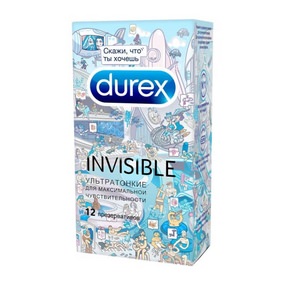 Скажи, что
ты хочешь
durex
INVISIBLE
УЛЬТРАТОНКИЕ
ДЛЯ МАКСИМАЛЬНОЙ
ЧУВСТВИТЕЛЬНОСТИ
12 презервативов